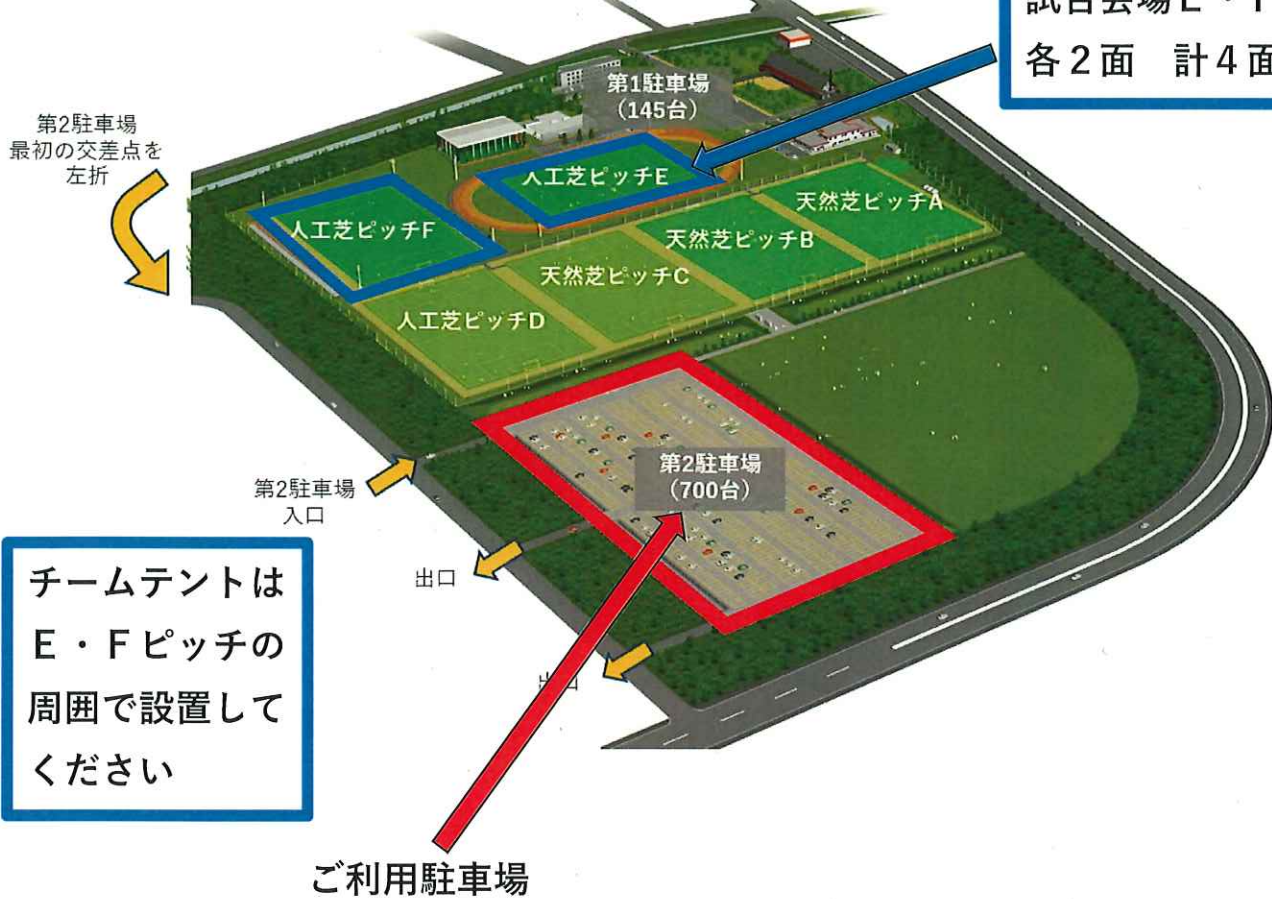 試合会場E・F
各2面 計4面
第1駐車場
(145台)
第2駐車場
最初の交差点を
左折
人工芝ピッチE
天然芝ピッチA
人工芝ピッチF
天然芝ピッチB
天然芝ピッチC
人工芝ピッチD
第2駐車場
(700台)
第2駐車場
入口
出口
出口
チームテントは
E・Fピッチの
周囲で設置して
ください
ご利用駐車場